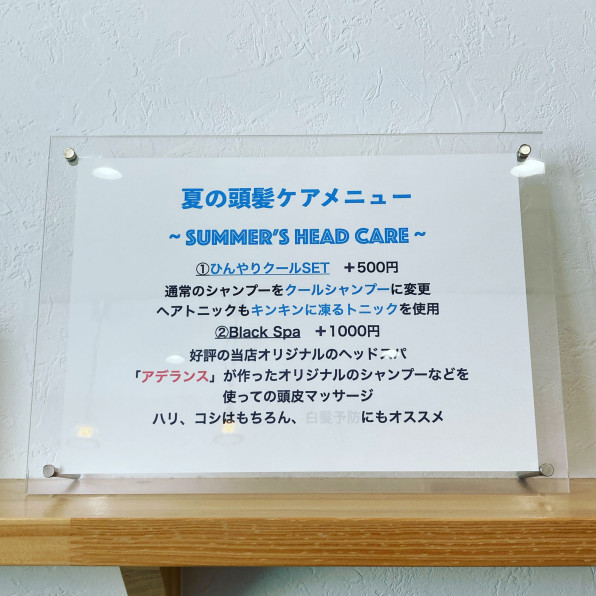 夏の頭髪ケアメニュー
~ SUMMER'S HEAD CARE ~
①ひんやりクールSET ＋500円
通常のシャンプーをクールシャンプーに変更
ヘアトニックもキンキンに凍るトニックを使用
②Black Spa ＋1000円
好評の当店オリジナルのヘッドスパ
「アデランス」が作ったオリジナルのシャンプーなどを
使っての頭皮マッサージ
ハリ、コシはもちろん、白髪予防にもオススメ